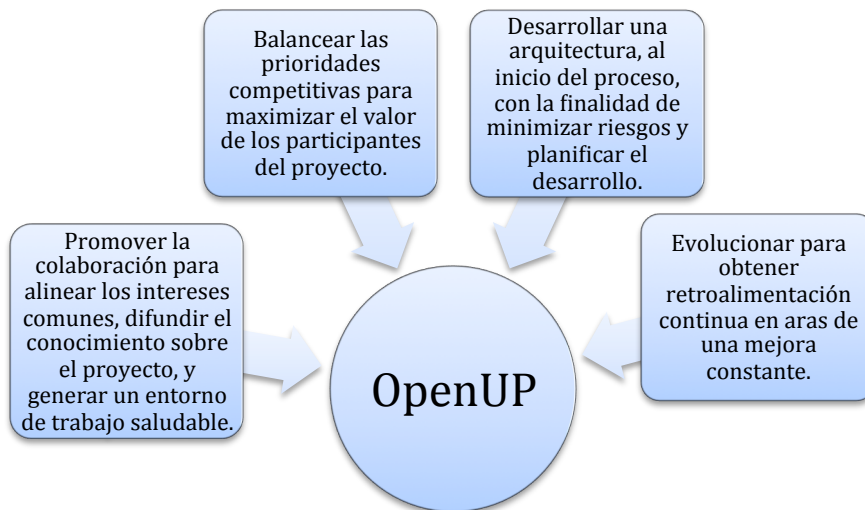 Promover la
colaboración para
alinear los intereses
comunes, difundir el
conocimiento sobre
el proyecto, y
generar un entorno
de trabajo saludable.
Balancear las
prioridades
competitivas para
maximizar el valor
de los participantes
del proyecto.
Desarrollar una
arquitectura, al
inicio del proceso,
con la finalidad de
minimizar riesgos y
planificar el
desarrollo.
Evolucionar para
obtener
retroalimentación
continua en aras de
una mejora
constante.
OpenUP